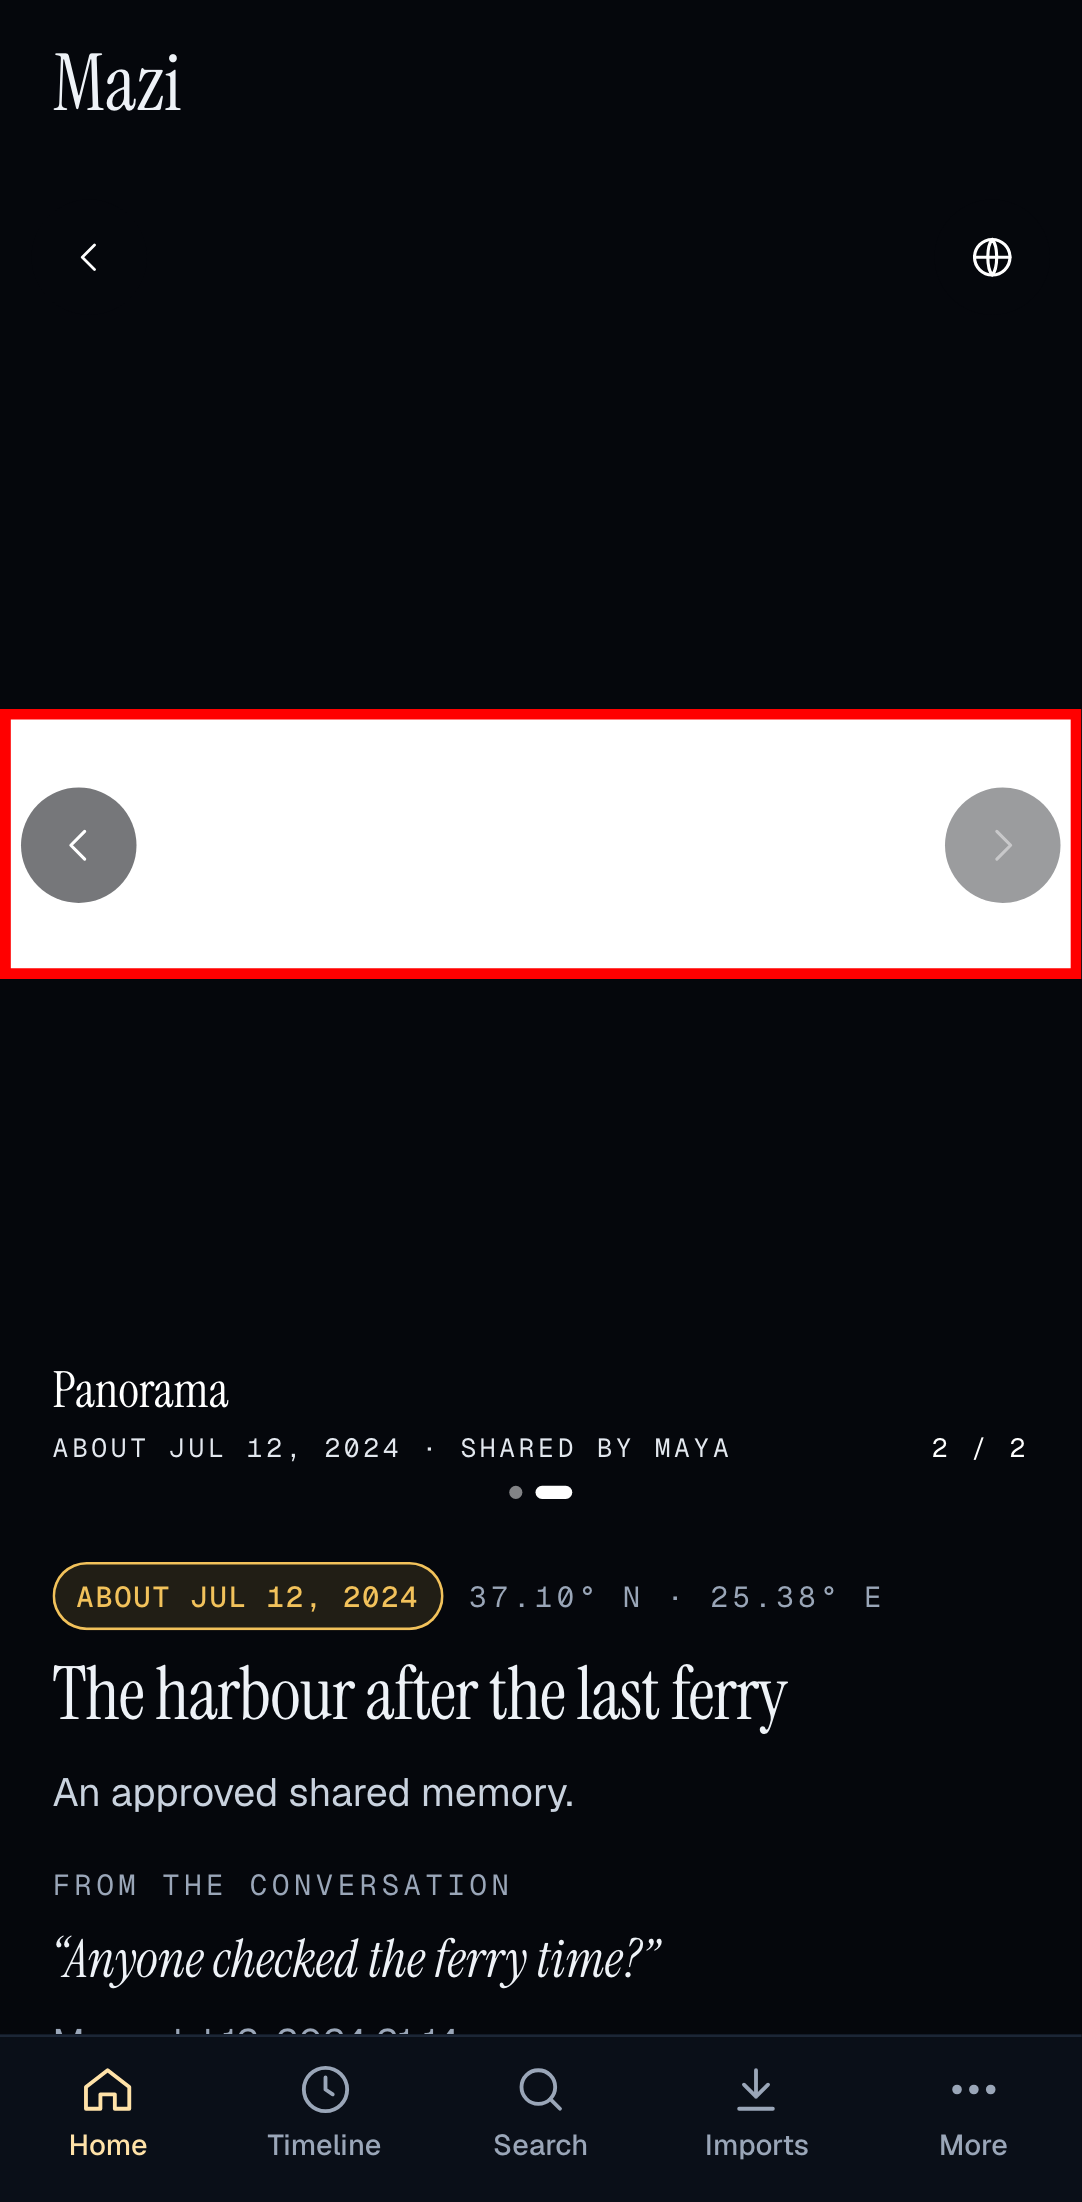 Mazi
Panorama
ABOUT JUL 12, 2024 · SHARED BY MAYA 2 / 2
ABOUT JUL 12, 2024 37.10° N · 25.38° E
The harbour after the last ferry
An approved shared memory.
FROM THE CONVERSATION
“Anyone checked the ferry time?”
Home Timeline Search Imports More